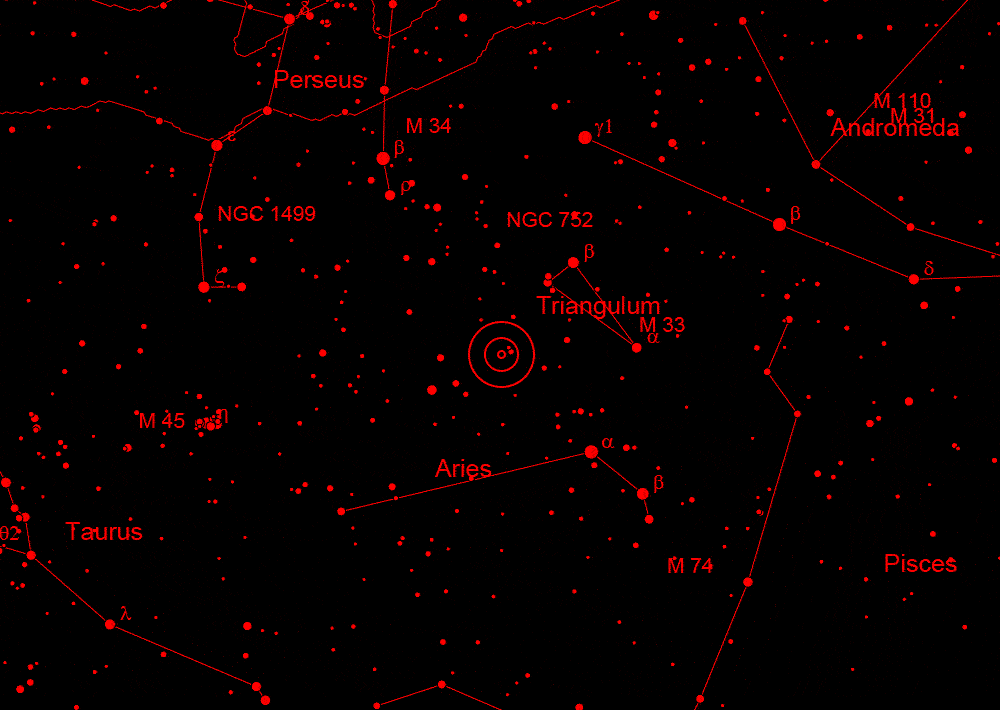 δ
Perseus
M 110
M 31
Andromeda
M 34
γ1
ε
β
ρ
NGC 1499
NGC 752
β
β
δ
ζ
Triangulum
M 33
α
M 45
η
α
Aries
β
θ2
Taurus
M 74
Pisces
λ